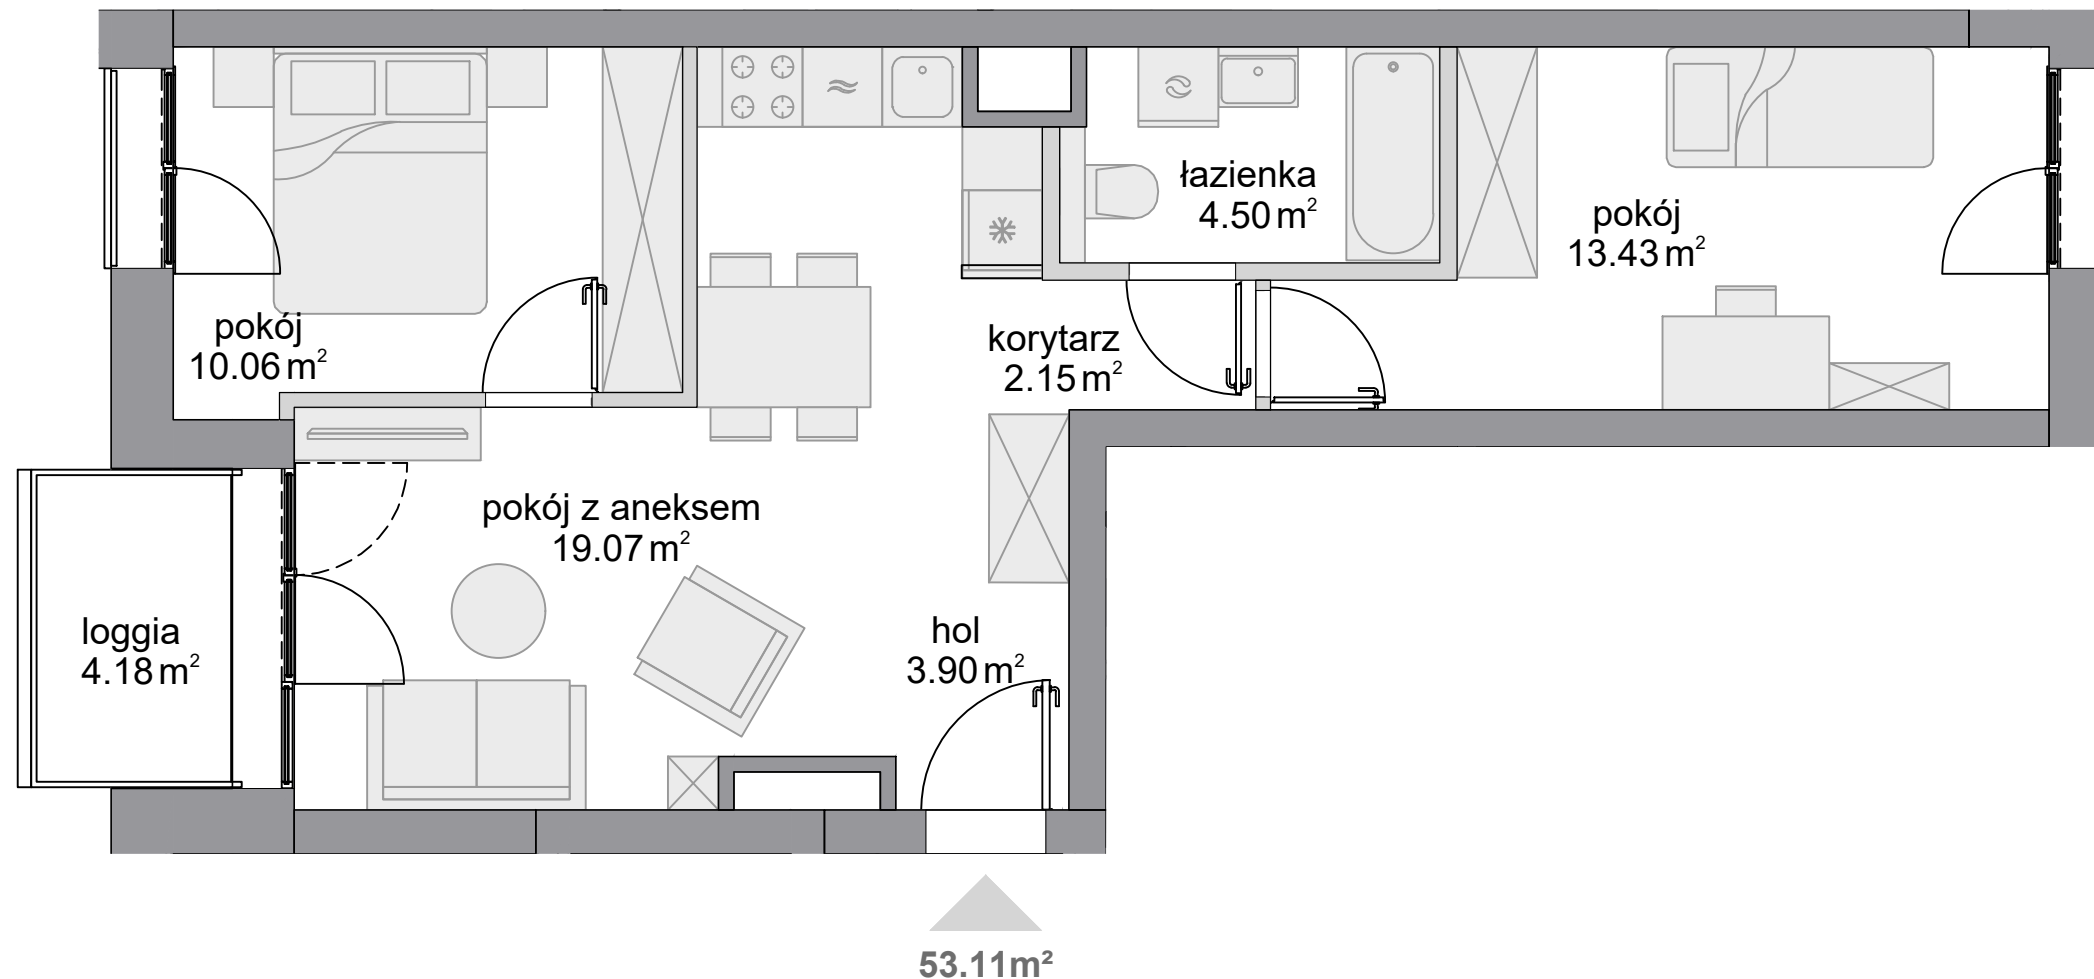 łazienka
4.50 m²
pokój
13.43 m²
pokój
10.06 m²
korytarz
2.15 m²
pokój z aneksem
19.07 m²
loggia
4.18 m²
hol
3.90 m²
53.11m²